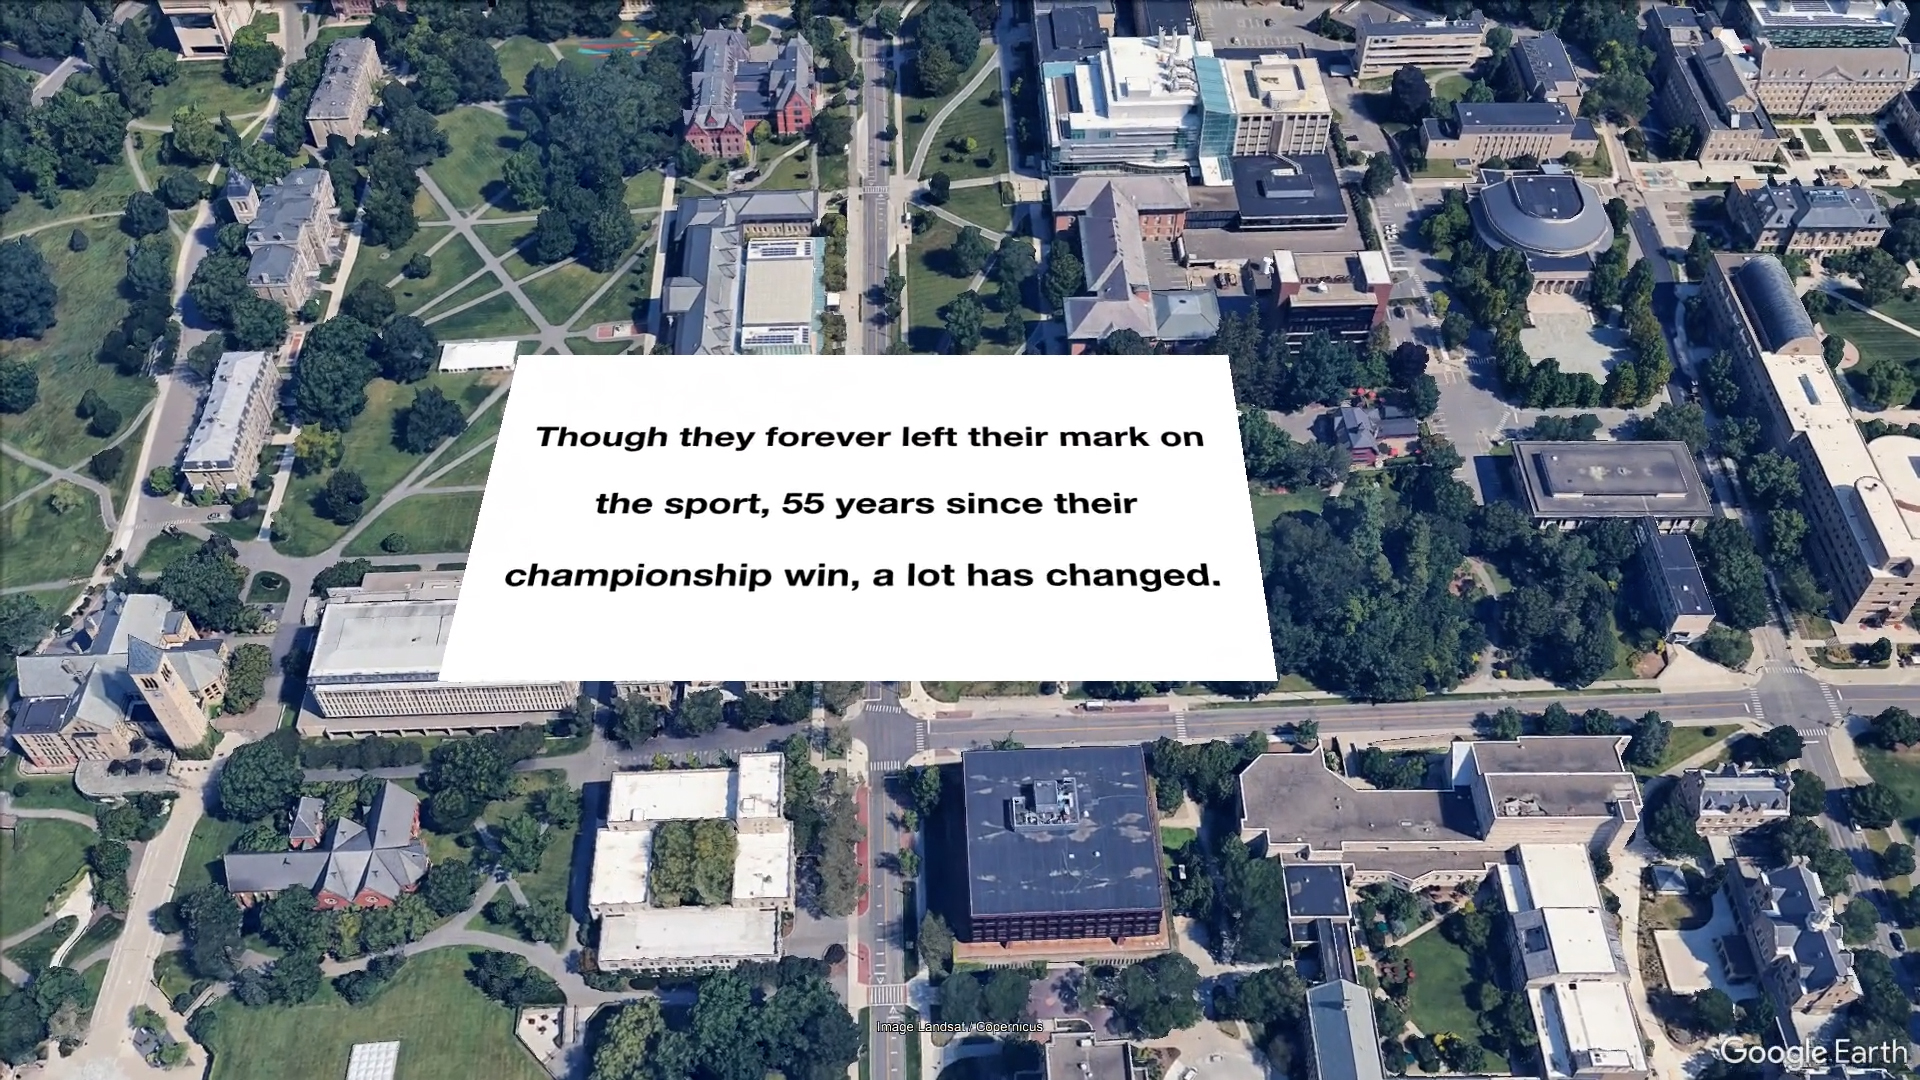 Though they forever left their mark on
the sport, 55 years since their
championship win, a lot has changed.
Image Landsat / Copernicus
Google Earth